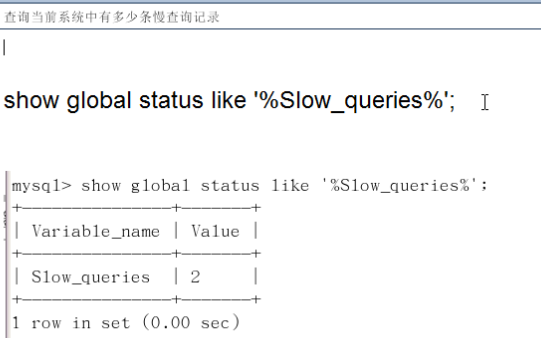 查询当前系统中有多少条慢查询记录
show global status like '%Slow_queries%';
mysql> show global status like '%Slow_queries%';
+---------------+-------+
| Variable_name | Value |
+---------------+-------+
| Slow_queries  | 2     |
+---------------+-------+
1 row in set (0.00 sec)